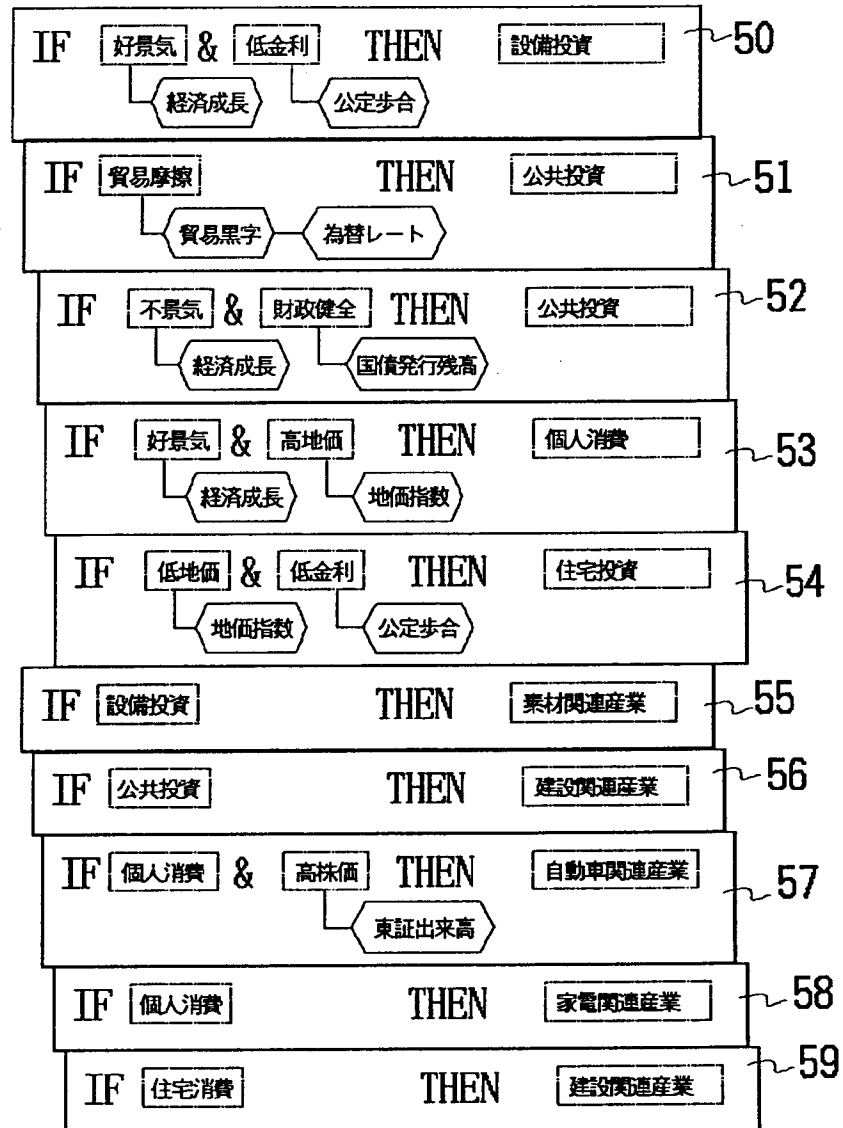 IF 好景気 & 低金利 THEN 設備投資 50
経済成長 公定歩合
IF 貿易摩擦 THEN 公共投資 51
貿易黒字 為替レート
IF 不景気 & 財政健全 THEN 公共投資 52
経済成長 国債発行残高
IF 好景気 & 高地価 THEN 個人消費 53
経済成長 地価指数
IF 低地価 & 低金利 THEN 住宅投資 54
地価指数 公定歩合
IF 設備投資 THEN 素材関連産業 55
IF 公共投資 THEN 建設関連産業 56
IF 個人消費 & 高株価 THEN 自動車関連産業 57
東証出来高
IF 個人消費 THEN 家電関連産業 58
IF 住宅消費 THEN 建設関連産業 59